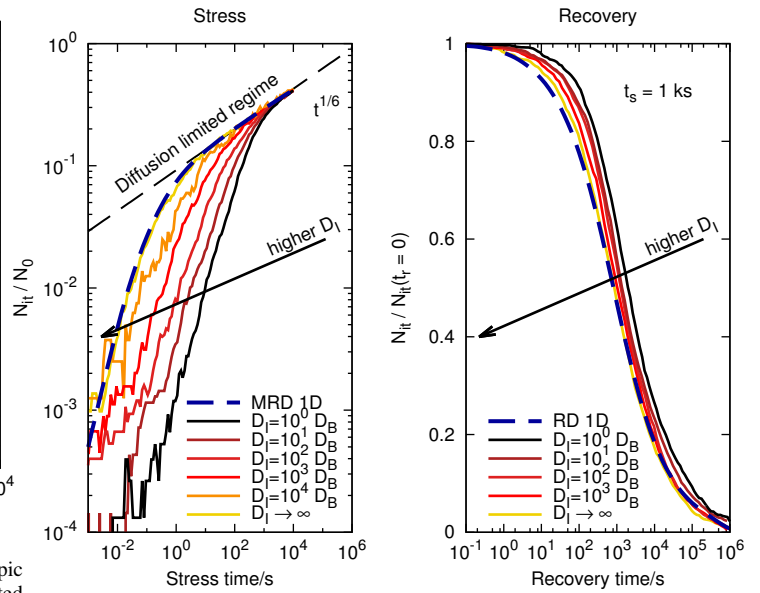 Stress
10^0
10^-1
10^-2
10^-3
10^-4
N_it / N_0
Diffusion limited regime
t^1/6
higher D_I
MRD 1D
D_I=10^0 D_B
D_I=10^1 D_B
D_I=10^2 D_B
D_I=10^3 D_B
D_I=10^4 D_B
D_I → ∞
10^-2 10^0 10^2 10^4 10^6
Stress time/s
Recovery
1
0.8
0.6
0.4
0.2
0
N_it / N_it(t_r = 0)
t_s = 1 ks
higher D_I
RD 1D
D_I=10^0 D_B
D_I=10^1 D_B
D_I=10^2 D_B
D_I=10^3 D_B
D_I → ∞
10^-1 10^0 10^1 10^2 10^3 10^4 10^5 10^6
Recovery time/s
0^4
pic
ted